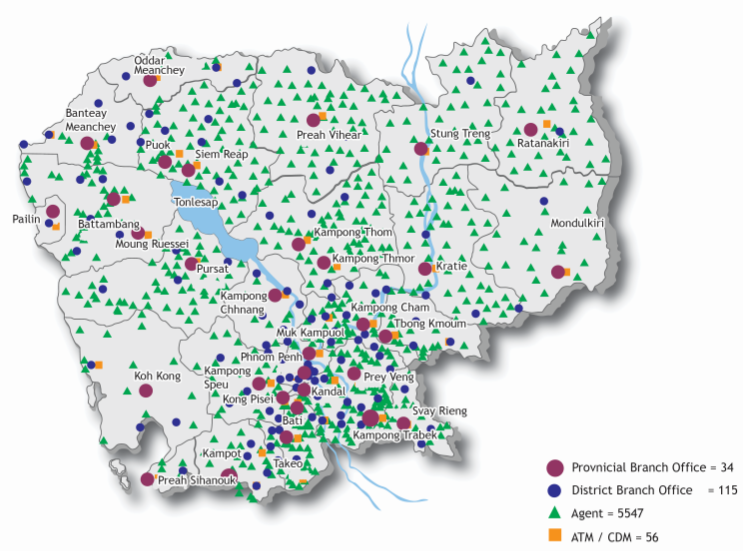 Oddar
Meanchey
Banteay
Meanchey
Puok
Siem Reap
Preah Vihear
Stung Treng
Ratanakiri
Pailin
Battambang
Tonlesap
Moung Ruessei
Pursat
Kampong Thom
Kampong Thmor
Kratie
Mondulkiri
Kampong
Chhnang
Kampong Cham
Tbong Kmoum
Muk Kampuol
Phnom Penh
Koh Kong
Kampong
Speu
Kong Pisei
Kandal
Prey Veng
Bati
Svay Rieng
Kampong Trabek
Kampot
Takeo
Preah Sihanouk
Provnicial Branch Office = 34
District Branch Office = 115
Agent = 5547
ATM / CDM = 56